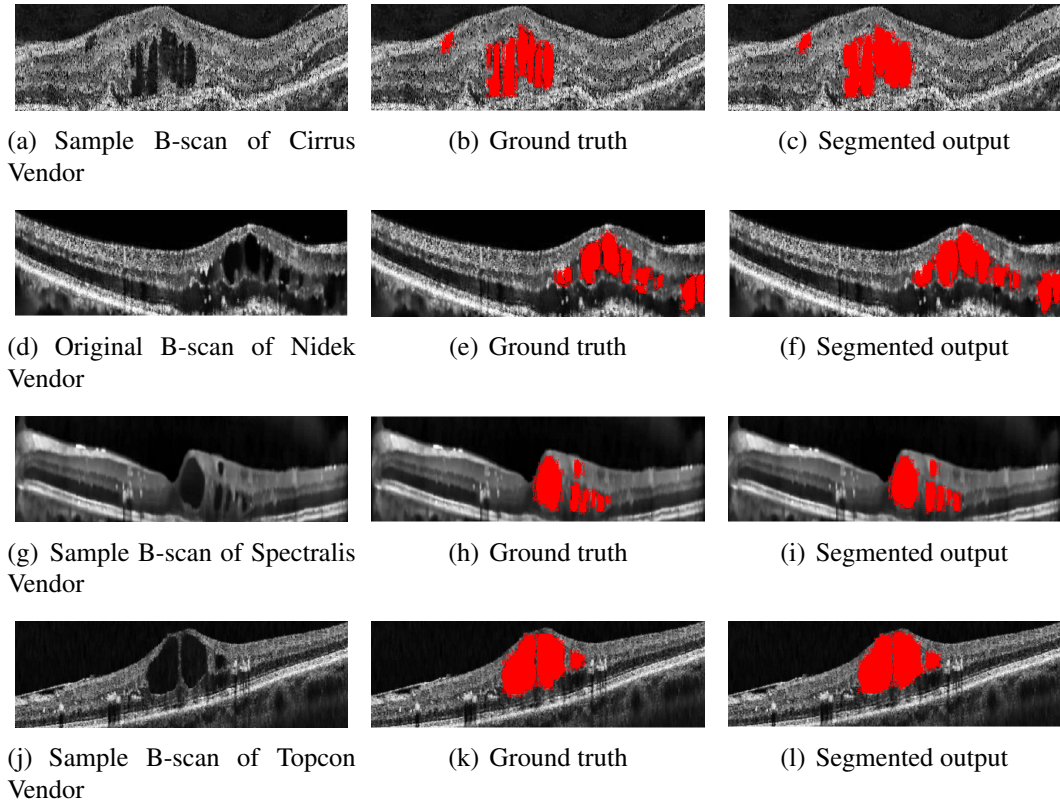 (a) Sample B-scan of Cirrus
Vendor
(b) Ground truth
(c) Segmented output
(d) Original B-scan of Nidek
Vendor
(e) Ground truth
(f) Segmented output
(g) Sample B-scan of Spectralis
Vendor
(h) Ground truth
(i) Segmented output
(j) Sample B-scan of Topcon
Vendor
(k) Ground truth
(l) Segmented output